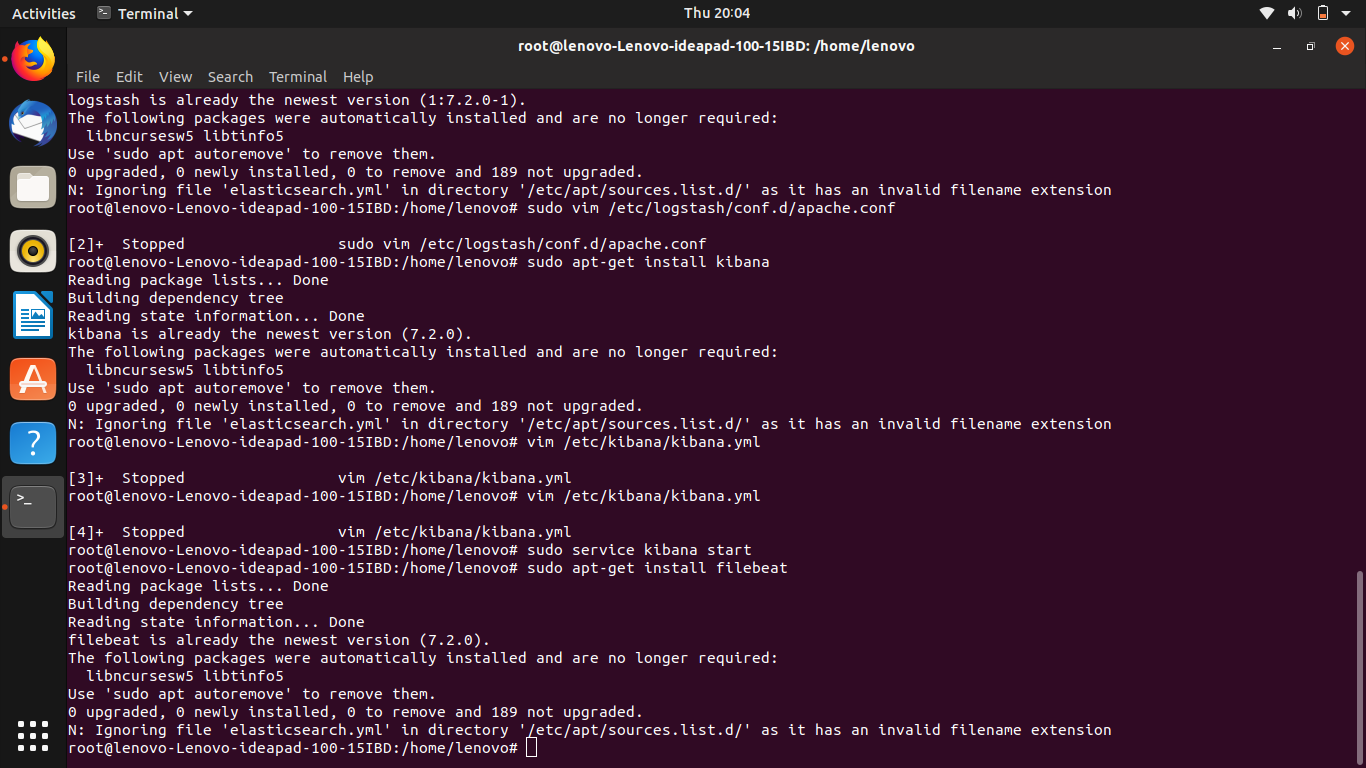 Activities Terminal Thu 20:04
root@lenovo-Lenovo-ideapad-100-15IBD: /home/lenovo
File Edit View Search Terminal Help
logstash is already the newest version (1:7.2.0-1).
The following packages were automatically installed and are no longer required:
  libncursesw5 libtinfo5
Use 'sudo apt autoremove' to remove them.
0 upgraded, 0 newly installed, 0 to remove and 189 not upgraded.
N: Ignoring file 'elasticsearch.yml' in directory '/etc/apt/sources.list.d/' as it has an invalid filename extension
root@lenovo-Lenovo-ideapad-100-15IBD:/home/lenovo# sudo vim /etc/logstash/conf.d/apache.conf

[2]+  Stopped                 sudo vim /etc/logstash/conf.d/apache.conf
root@lenovo-Lenovo-ideapad-100-15IBD:/home/lenovo# sudo apt-get install kibana
Reading package lists... Done
Building dependency tree
Reading state information... Done
kibana is already the newest version (7.2.0).
The following packages were automatically installed and are no longer required:
  libncursesw5 libtinfo5
Use 'sudo apt autoremove' to remove them.
0 upgraded, 0 newly installed, 0 to remove and 189 not upgraded.
N: Ignoring file 'elasticsearch.yml' in directory '/etc/apt/sources.list.d/' as it has an invalid filename extension
root@lenovo-Lenovo-ideapad-100-15IBD:/home/lenovo# vim /etc/kibana/kibana.yml

[3]+  Stopped                 vim /etc/kibana/kibana.yml
root@lenovo-Lenovo-ideapad-100-15IBD:/home/lenovo# vim /etc/kibana/kibana.yml

[4]+  Stopped                 vim /etc/kibana/kibana.yml
root@lenovo-Lenovo-ideapad-100-15IBD:/home/lenovo# sudo service kibana start
root@lenovo-Lenovo-ideapad-100-15IBD:/home/lenovo# sudo apt-get install filebeat
Reading package lists... Done
Building dependency tree
Reading state information... Done
filebeat is already the newest version (7.2.0).
The following packages were automatically installed and are no longer required:
  libncursesw5 libtinfo5
Use 'sudo apt autoremove' to remove them.
0 upgraded, 0 newly installed, 0 to remove and 189 not upgraded.
N: Ignoring file 'elasticsearch.yml' in directory '/etc/apt/sources.list.d/' as it has an invalid filename extension
root@lenovo-Lenovo-ideapad-100-15IBD:/home/lenovo#